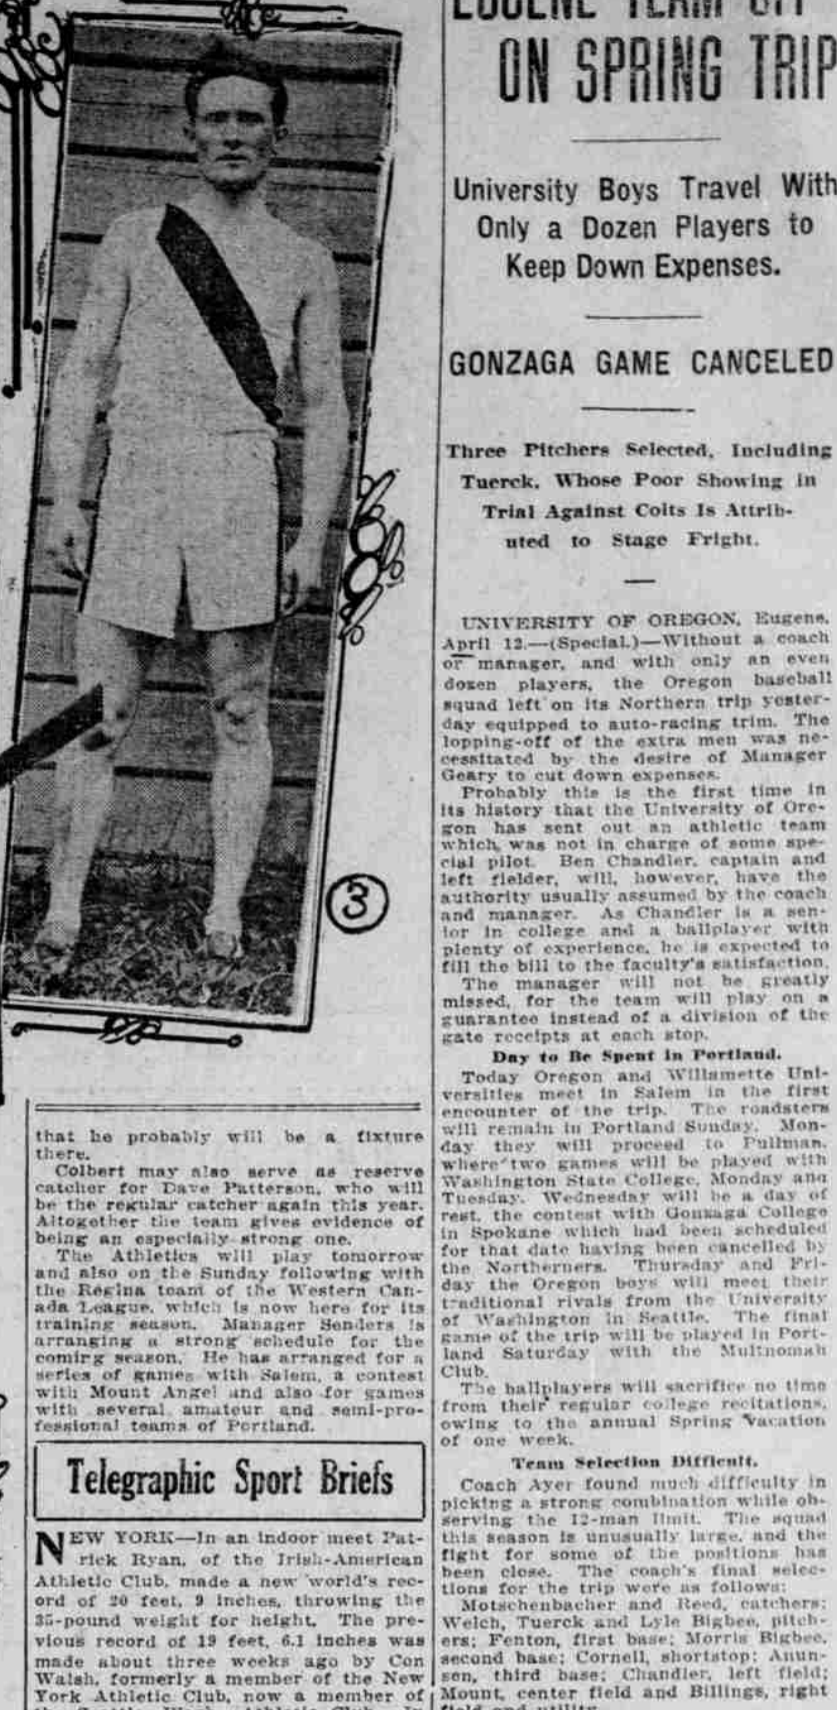 3
that he probably will be a fixture
there.
Colbert may also serve as reserve
catcher for Dave Patterson, who will
be the regular catcher again this year.
Altogether the team gives evidence of
being an especially strong one.
The Athletics will play tomorrow
and also on the Sunday following with
the Regina team of the Western Can-
ada League, which is now here for its
training season. Manager Senders is
arranging a strong schedule for the
coming season. He has arranged for a
series of games with Salem, a contest
with Mount Angel and also for games
with several amateur and semi-pro-
fessional teams of Portland.
Telegraphic Sport Briefs
NEW YORK—In an indoor meet Pat-
rick Ryan, of the Irish-American
Athletic Club, made a new world's rec-
ord of 20 feet, 9 inches, throwing the
35-pound weight for height. The pre-
vious record of 19 feet, 6.1 inches was
made about three weeks ago by Con
Walsh, formerly a member of the New
York Athletic Club, now a member of
EUGENE TEAM OFF
ON SPRING TRIP
University Boys Travel With
Only a Dozen Players to
Keep Down Expenses.
GONZAGA GAME CANCELED
Three Pitchers Selected, Including
Tuerck, Whose Poor Showing in
Trial Against Colts Is Attrib-
uted to Stage Fright.
UNIVERSITY OF OREGON, Eugene,
April 12.—(Special.)—Without a coach
or manager, and with only an even
dozen players, the Oregon baseball
squad left on its Northern trip yester-
day equipped to auto-racing trim. The
lopping-off of the extra men was ne-
cessitated by the desire of Manager
Geary to cut down expenses.
Probably this is the first time in
its history that the University of Ore-
gon has sent out an athletic team
which was not in charge of some spe-
cial pilot. Ben Chandler, captain and
left fielder, will, however, have the
authority usually assumed by the coach
and manager. As Chandler is a sen-
ior in college and a ballplayer with
plenty of experience, he is expected to
fill the bill to the faculty's satisfaction.
The manager will not be greatly
missed, for the team will play on a
guarantee instead of a division of the
gate receipts at each stop.
Day to Be Spent in Portland.
Today Oregon and Willamette Uni-
versities meet in Salem in the first
encounter of the trip. The roadsters
will remain in Portland Sunday. Mon-
day they will proceed to Pullman,
where two games will be played with
Washington State College, Monday and
Tuesday. Wednesday will be a day of
rest, the contest with Gonzaga College
in Spokane which had been scheduled
for that date having been cancelled by
the Northerners. Thursday and Fri-
day the Oregon boys will meet their
traditional rivals from the University
of Washington in Seattle. The final
game of the trip will be played in Port-
land Saturday with the Multnomah
Club.
The ballplayers will sacrifice no time
from their regular college recitations,
owing to the annual Spring vacation
of one week.
Team Selection Difficult.
Coach Ayer found much difficulty in
picking a strong combination while ob-
serving the 12-man limit. The squad
this season is unusually large, and the
fight for some of the positions has
been close. The coach's final selec-
tions for the trip were as follows:
Motschenbacher and Reed, catchers;
Welch, Tuerck and Lyle Bigbee, pitch-
ers; Fenton, first base; Morris Bigbee,
second base; Cornell, shortstop; Anun-
sen, third base; Chandler, left field;
Mount, center field and Billings, right
field and utility.